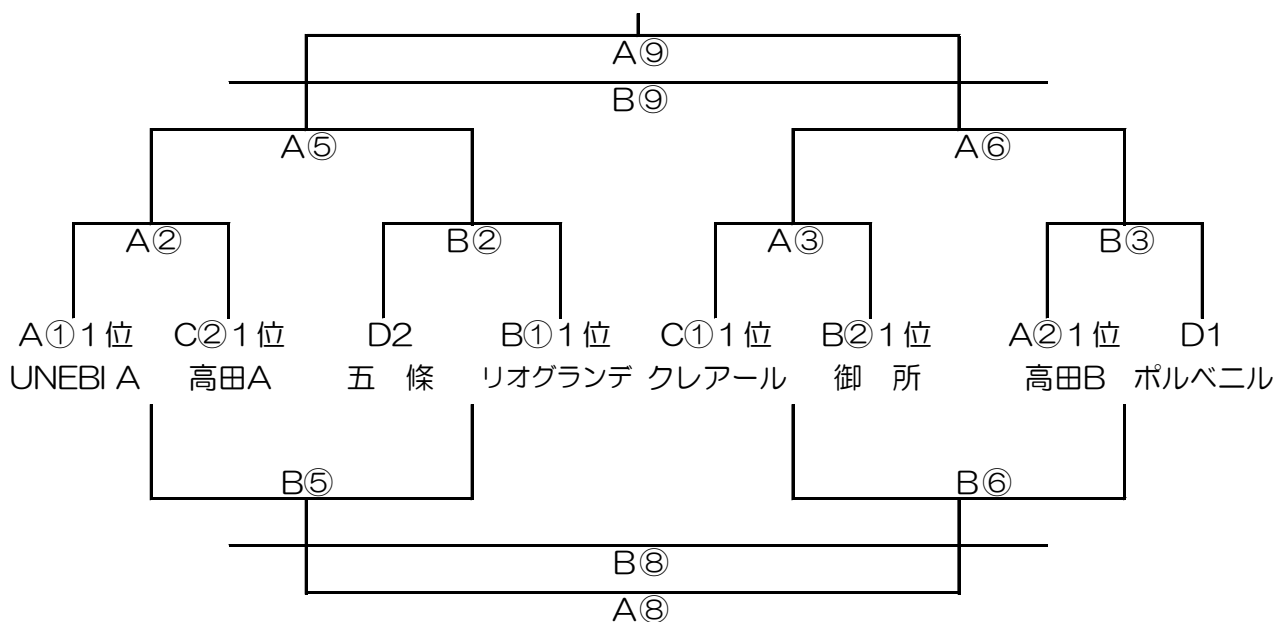 A⑨
B⑨
A⑤ A⑥
A② B② A③ B③
A①1位 C②1位 D2 B①1位 C①1位 B②1位 A②1位 D1
UNEBI A 高田A 五 條 リオグランデ クレアール 御 所 高田B ポルベニル
B⑤ B⑥
B⑧
A⑧